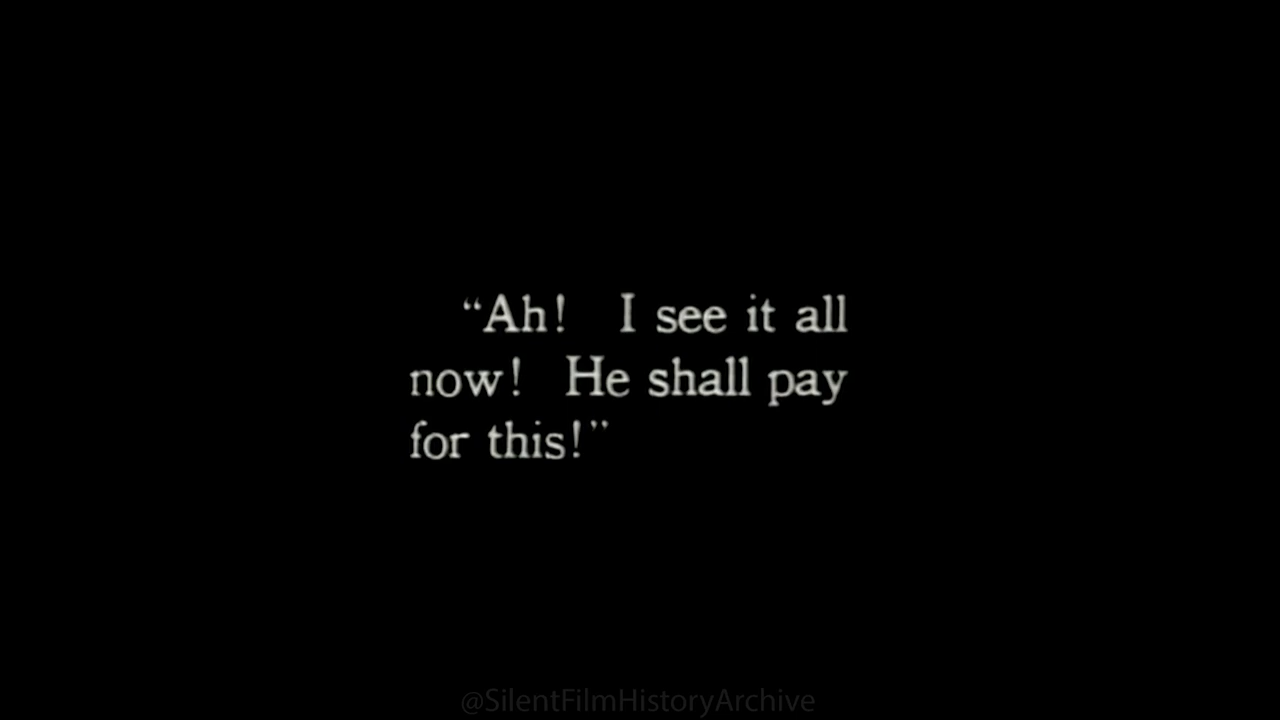 “Ah! I see it all
now! He shall pay
for this!”
@SilentFilmHistoryArchive